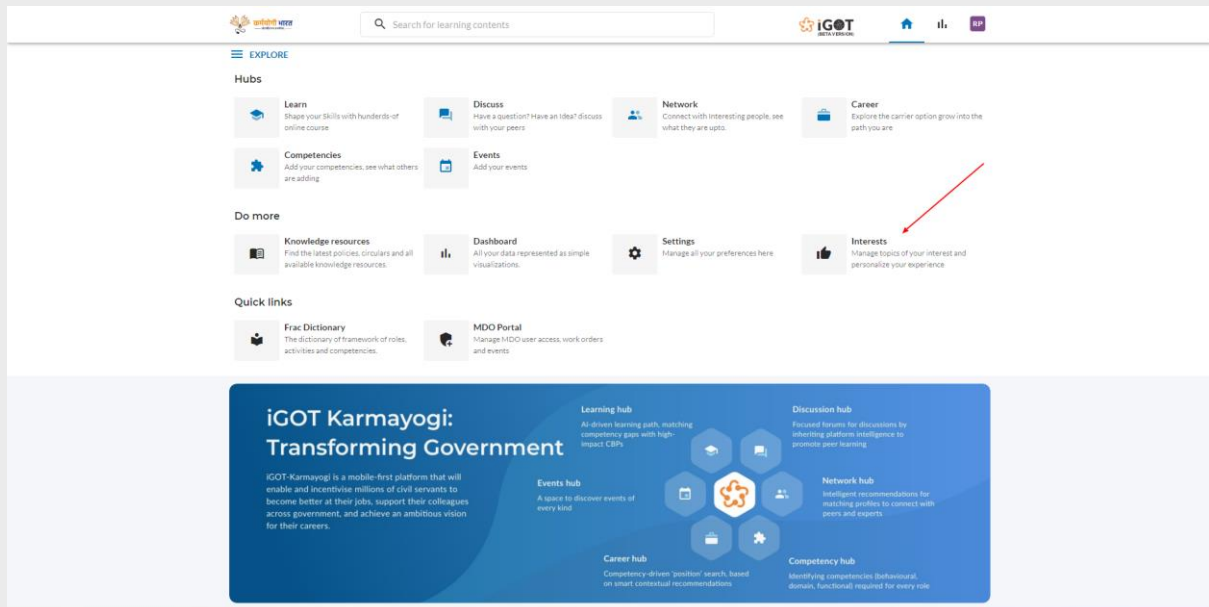 कर्मयोगी भारत
Search for learning contents
iGOT
(BETA VERSION)
RP
EXPLORE
Hubs
Learn
Shape your Skills with hunderds-of
online course
Discuss
Have a question? Have an Idea? discuss
with your peers
Network
Connect with Interesting people, see
what they are upto.
Career
Explore the carrier option grow into the
path you are
Competencies
Add your competencies, see what others
are adding
Events
Add your events
Do more
Knowledge resources
Find the latest policies, circulars and all
available knowledge resources.
Dashboard
All your data represented as simple
visualizations.
Settings
Manage all your preferences here
Interests
Manage topics of your interest and
personalize your experience
Quick links
Frac Dictionary
The dictionary of framework of roles,
activities and competencies.
MDO Portal
Manage MDO user access, work orders
and events
iGOT Karmayogi:
Transforming Government
iGOT-Karmayogi is a mobile-first platform that will
enable and incentivise millions of civil servants to
become better at their jobs, support their colleagues
across government, and achieve an ambitious vision
for their careers.
Learning hub
AI-driven learning path, matching
competency gaps with high-
impact CBPs
Discussion hub
Focused forums for discussions by
inheriting platform intelligence to
promote peer learning
Events hub
A space to discover events of
every kind
Network hub
Intelligent recommendations for
matching profiles to connect with
peers and experts
Career hub
Competency-driven 'position' search, based
on smart contextual recommendations
Competency hub
Identifying competencies (behavioural,
domain, functional) required for every role